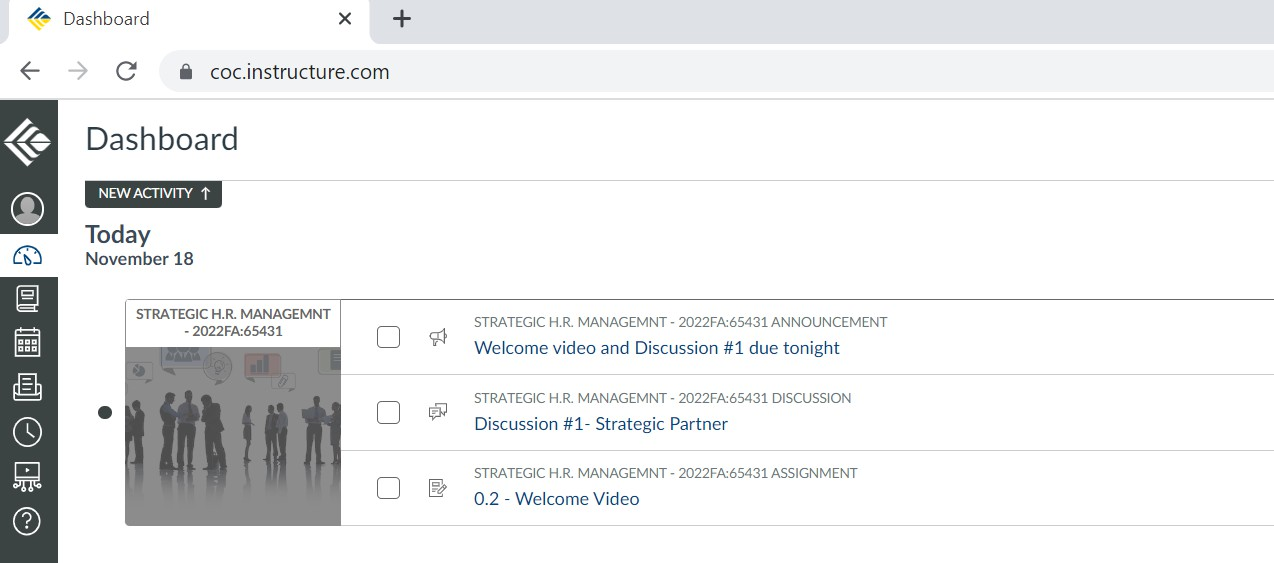 Dashboard
coc.instructure.com
Dashboard
NEW ACTIVITY
Today
November 18
STRATEGIC H.R. MANAGEMNT
- 2022FA:65431
STRATEGIC H.R. MANAGEMNT - 2022FA:65431 ANNOUNCEMENT
Welcome video and Discussion #1 due tonight
STRATEGIC H.R. MANAGEMNT - 2022FA:65431 DISCUSSION
Discussion #1- Strategic Partner
STRATEGIC H.R. MANAGEMNT - 2022FA:65431 ASSIGNMENT
0.2 - Welcome Video